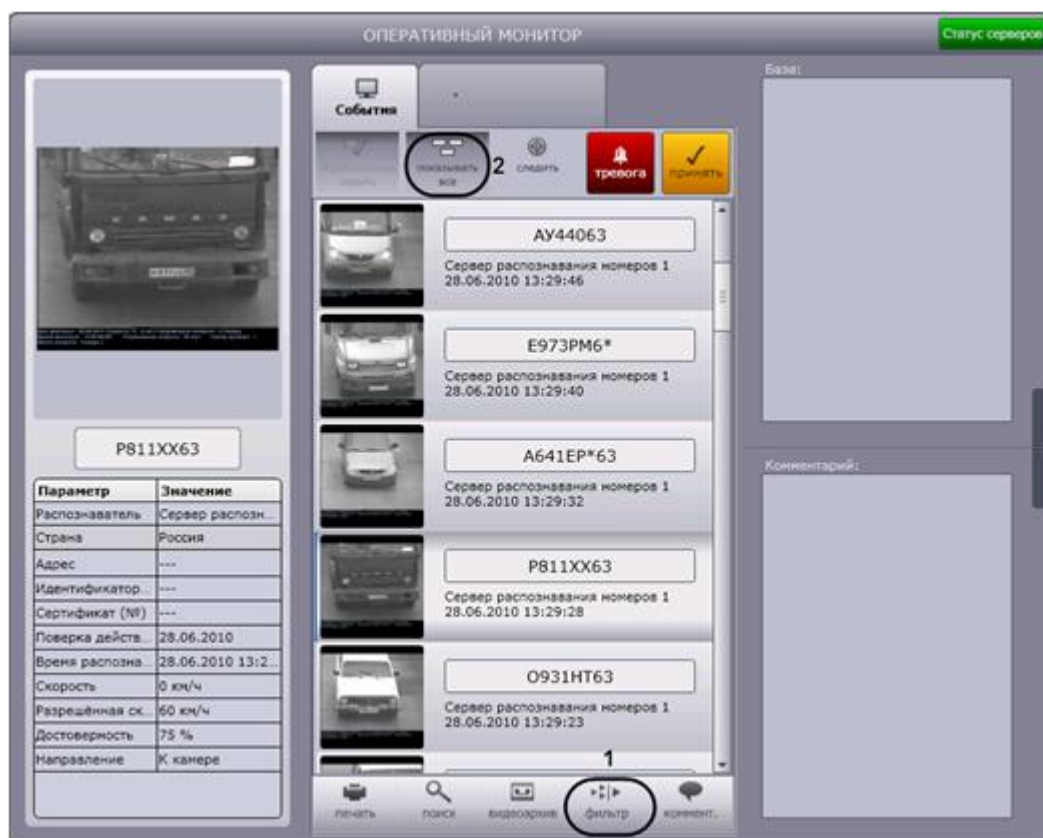 ОПЕРАТИВНЫЙ МОНИТОР
Статус серверов
P811XX63
Параметр Значение
Распознаватель Сервер распозн...
Страна Россия
Адрес ---
Идентификатор... ---
Сертификат (№) ---
Поверка действ... 28.06.2010
Время распозна... 28.06.2010 13:2...
Скорость 0 км/ч
Разрешённая ск... 60 км/ч
Достоверность 75 %
Направление К камере
События
показывать
все
2
следить
тревога
принять
АУ44063
Сервер распознавания номеров 1
28.06.2010 13:29:46
E973PM6*
Сервер распознавания номеров 1
28.06.2010 13:29:40
A641EP*63
Сервер распознавания номеров 1
28.06.2010 13:29:32
P811XX63
Сервер распознавания номеров 1
28.06.2010 13:29:28
O931HT63
Сервер распознавания номеров 1
28.06.2010 13:29:23
1
печать
поиск
видеоархив
фильтр
коммент.
База:
Комментарий: